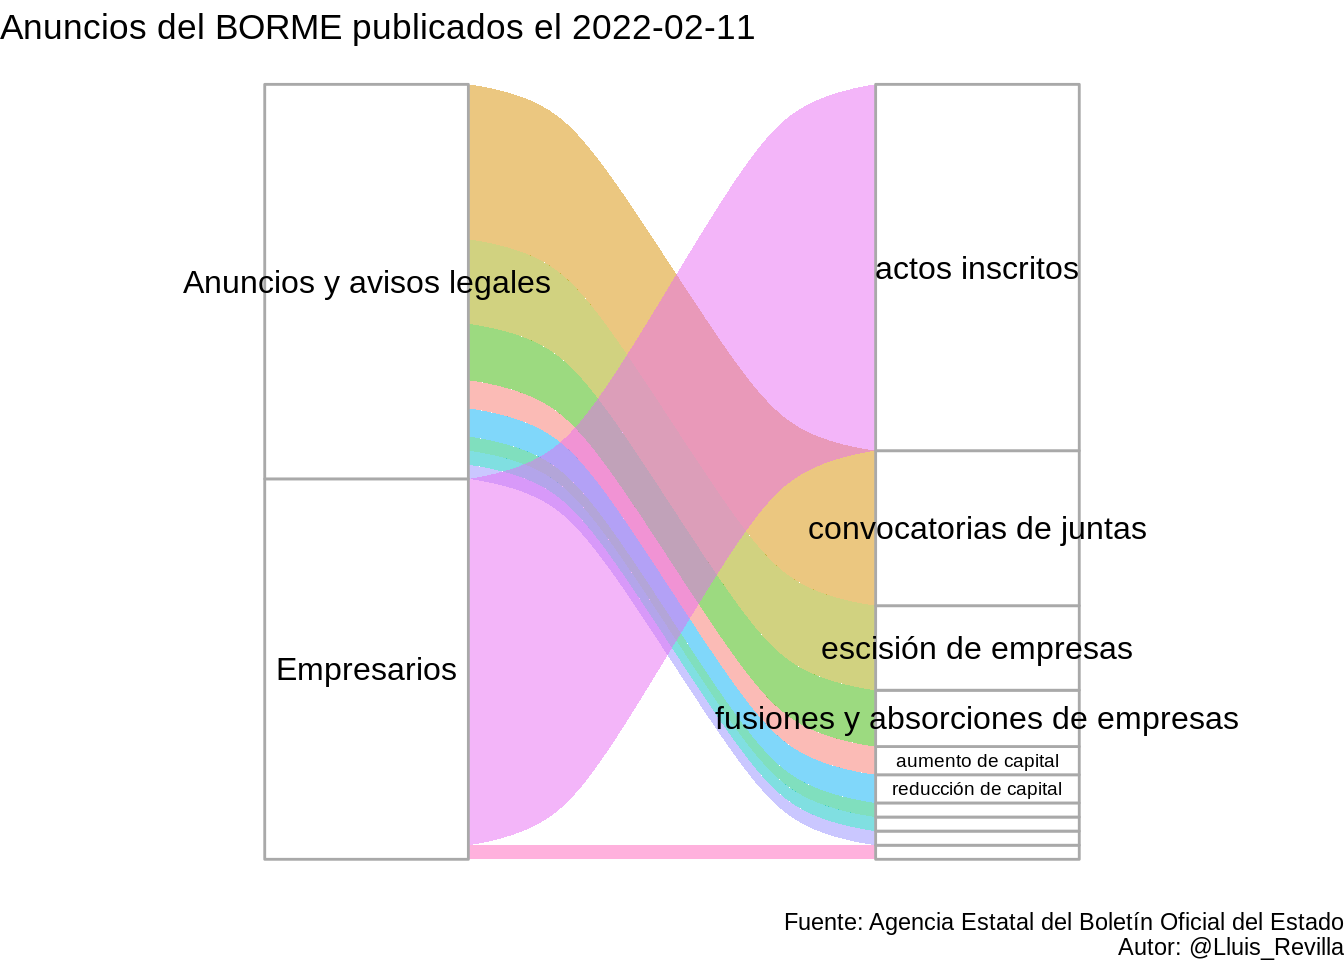 Anuncios del BORME publicados el 2022-02-11
Anuncios y avisos legales
Empresarios
actos inscritos
convocatorias de juntas
escisión de empresas
fusiones y absorciones de empresas
aumento de capital
reducción de capital
Fuente: Agencia Estatal del Boletín Oficial del Estado
Autor: @Lluis_Revilla